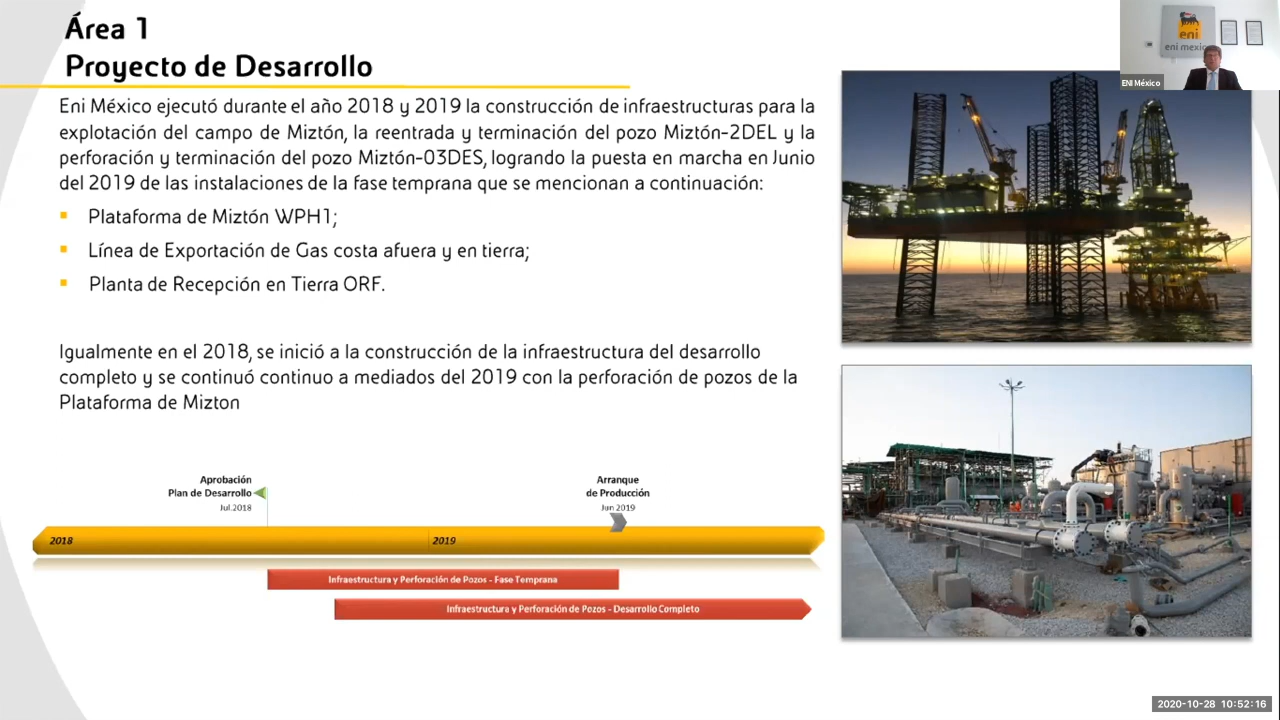 Área 1
Proyecto de Desarrollo
Eni México ejecutó durante el año 2018 y 2019 la construcción de infraestructuras para la
explotación del campo de Miztón, la reentrada y terminación del pozo Miztón-2DEL y la
perforación y terminación del pozo Miztón-03DES, logrando la puesta en marcha en Junio
del 2019 de las instalaciones de la fase temprana que se mencionan a continuación:
Plataforma de Miztón WPH1;
Línea de Exportación de Gas costa afuera y en tierra;
Planta de Recepción en Tierra ORF.
Igualmente en el 2018, se inició a la construcción de la infraestructura del desarrollo
completo y se continuó continuo a mediados del 2019 con la perforación de pozos de la
Plataforma de Mizton
Aprobación
Plan de Desarrollo
Jul.2018
Arranque
de Producción
Jun 2019
2018
2019
Infraestructura y Perforación de Pozos - Fase Temprana
Infraestructura y Perforación de Pozos - Desarrollo Completo
eni
eni mexico
ENI México
2020-10-28 10:52:16